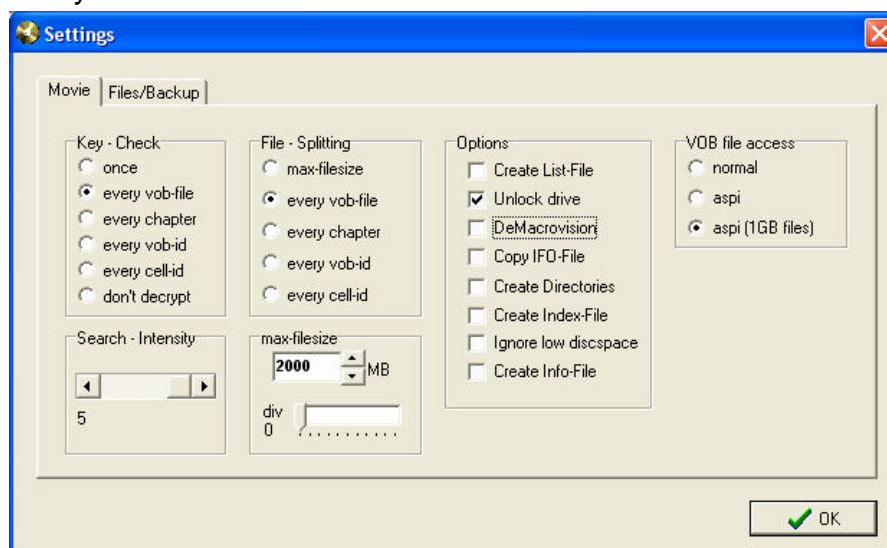 Settings
Movie
Files/Backup
Key - Check
once
every vob-file
every chapter
every vob-id
every cell-id
don't decrypt
File - Splitting
max-filesize
every vob-file
every chapter
every vob-id
every cell-id
Options
Create List-File
Unlock drive
DeMacrovision
Copy IFO-File
Create Directories
Create Index-File
Ignore low discspace
Create Info-File
VOB file access
normal
aspi
aspi (1GB files)
Search - Intensity
5
max-filesize
2000 MB
div
0
OK